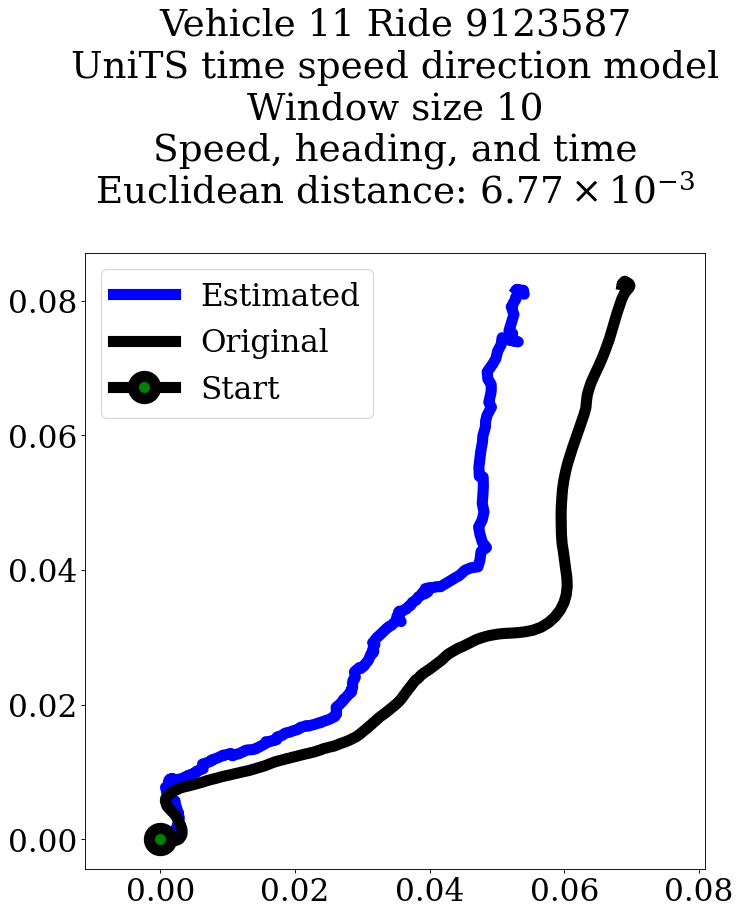 Vehicle 11 Ride 9123587
UniTS time speed direction model
Window size 10
Speed, heading, and time
Euclidean distance: 6.77 × 10⁻³
Estimated
Original
Start
0.08
0.06
0.04
0.02
0.00
0.00 0.02 0.04 0.06 0.08